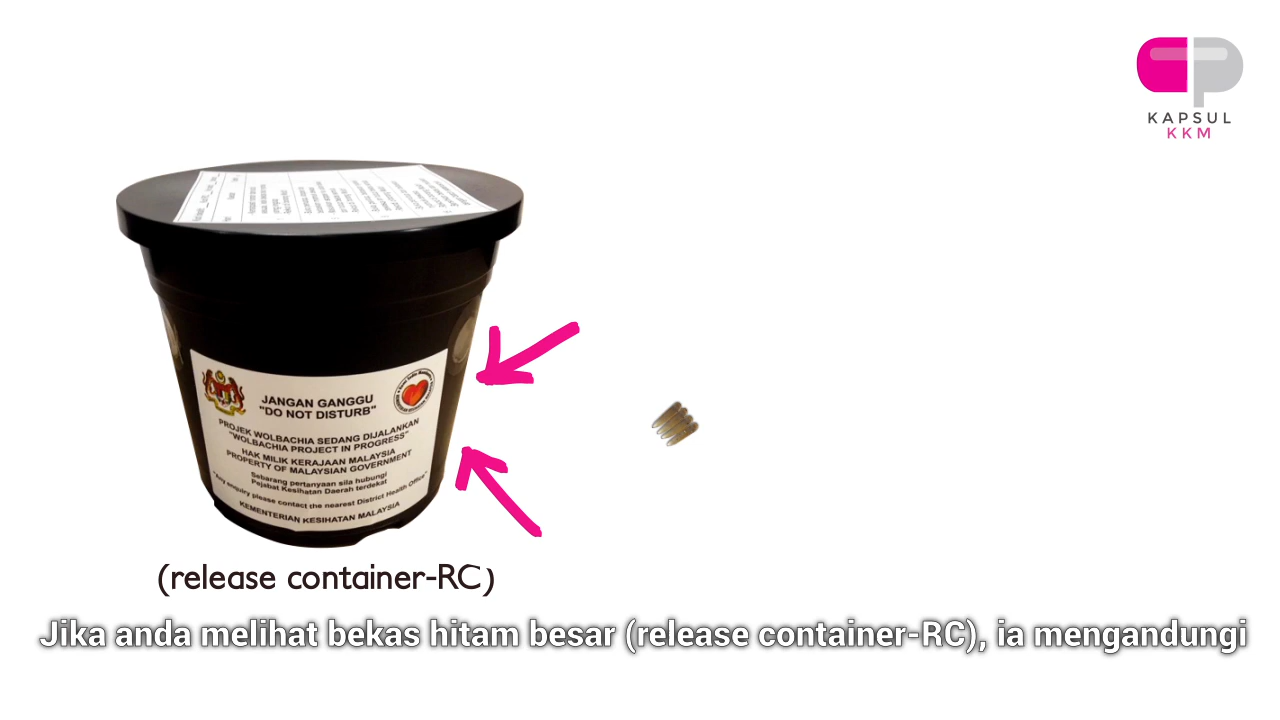 KAPSUL
KKM
JANGAN GANGGU
"DO NOT DISTURB"
PROJEK WOLBACHIA SEDANG DIJALANKAN
"WOLBACHIA PROJECT IN PROGRESS"
HAK MILIK KERAJAAN MALAYSIA
PROPERTY OF MALAYSIAN GOVERNMENT
Sebarang pertanyaan sila hubungi
Pejabat Kesihatan Daerah terdekat
"Any enquiry please contact the nearest District Health Office"
KEMENTERIAN KESIHATAN MALAYSIA
(release container-RC)
Jika anda melihat bekas hitam besar (release container-RC), ia mengandungi